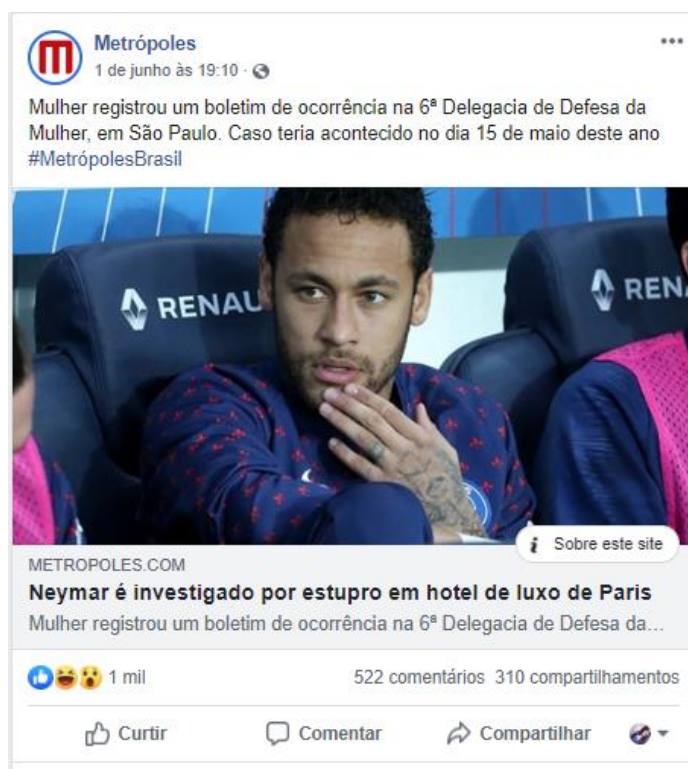 Metrópoles
1 de junho às 19:10 ·
Mulher registrou um boletim de ocorrência na 6ª Delegacia de Defesa da
Mulher, em São Paulo. Caso teria acontecido no dia 15 de maio deste ano
#MetrópolesBrasil
RENAU
REN
i Sobre este site
METROPOLES.COM
Neymar é investigado por estupro em hotel de luxo de Paris
Mulher registrou um boletim de ocorrência na 6ª Delegacia de Defesa da...
1 mil
522 comentários 310 compartilhamentos
Curtir Comentar Compartilhar